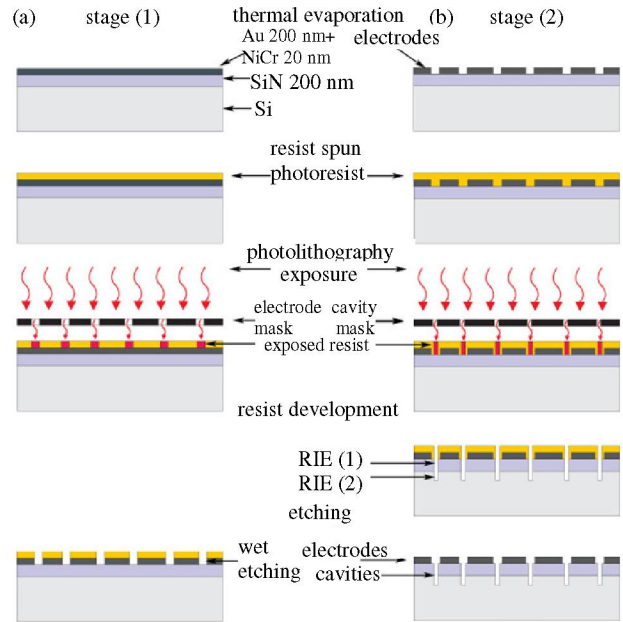 (a) stage (1) thermal evaporation (b) stage (2)
Au 200 nm+ electrodes
NiCr 20 nm
SiN 200 nm
Si
resist spun
photoresist
photolithography
exposure
electrode cavity
mask mask
exposed resist
resist development
RIE (1)
RIE (2)
etching
wet electrodes
etching cavities